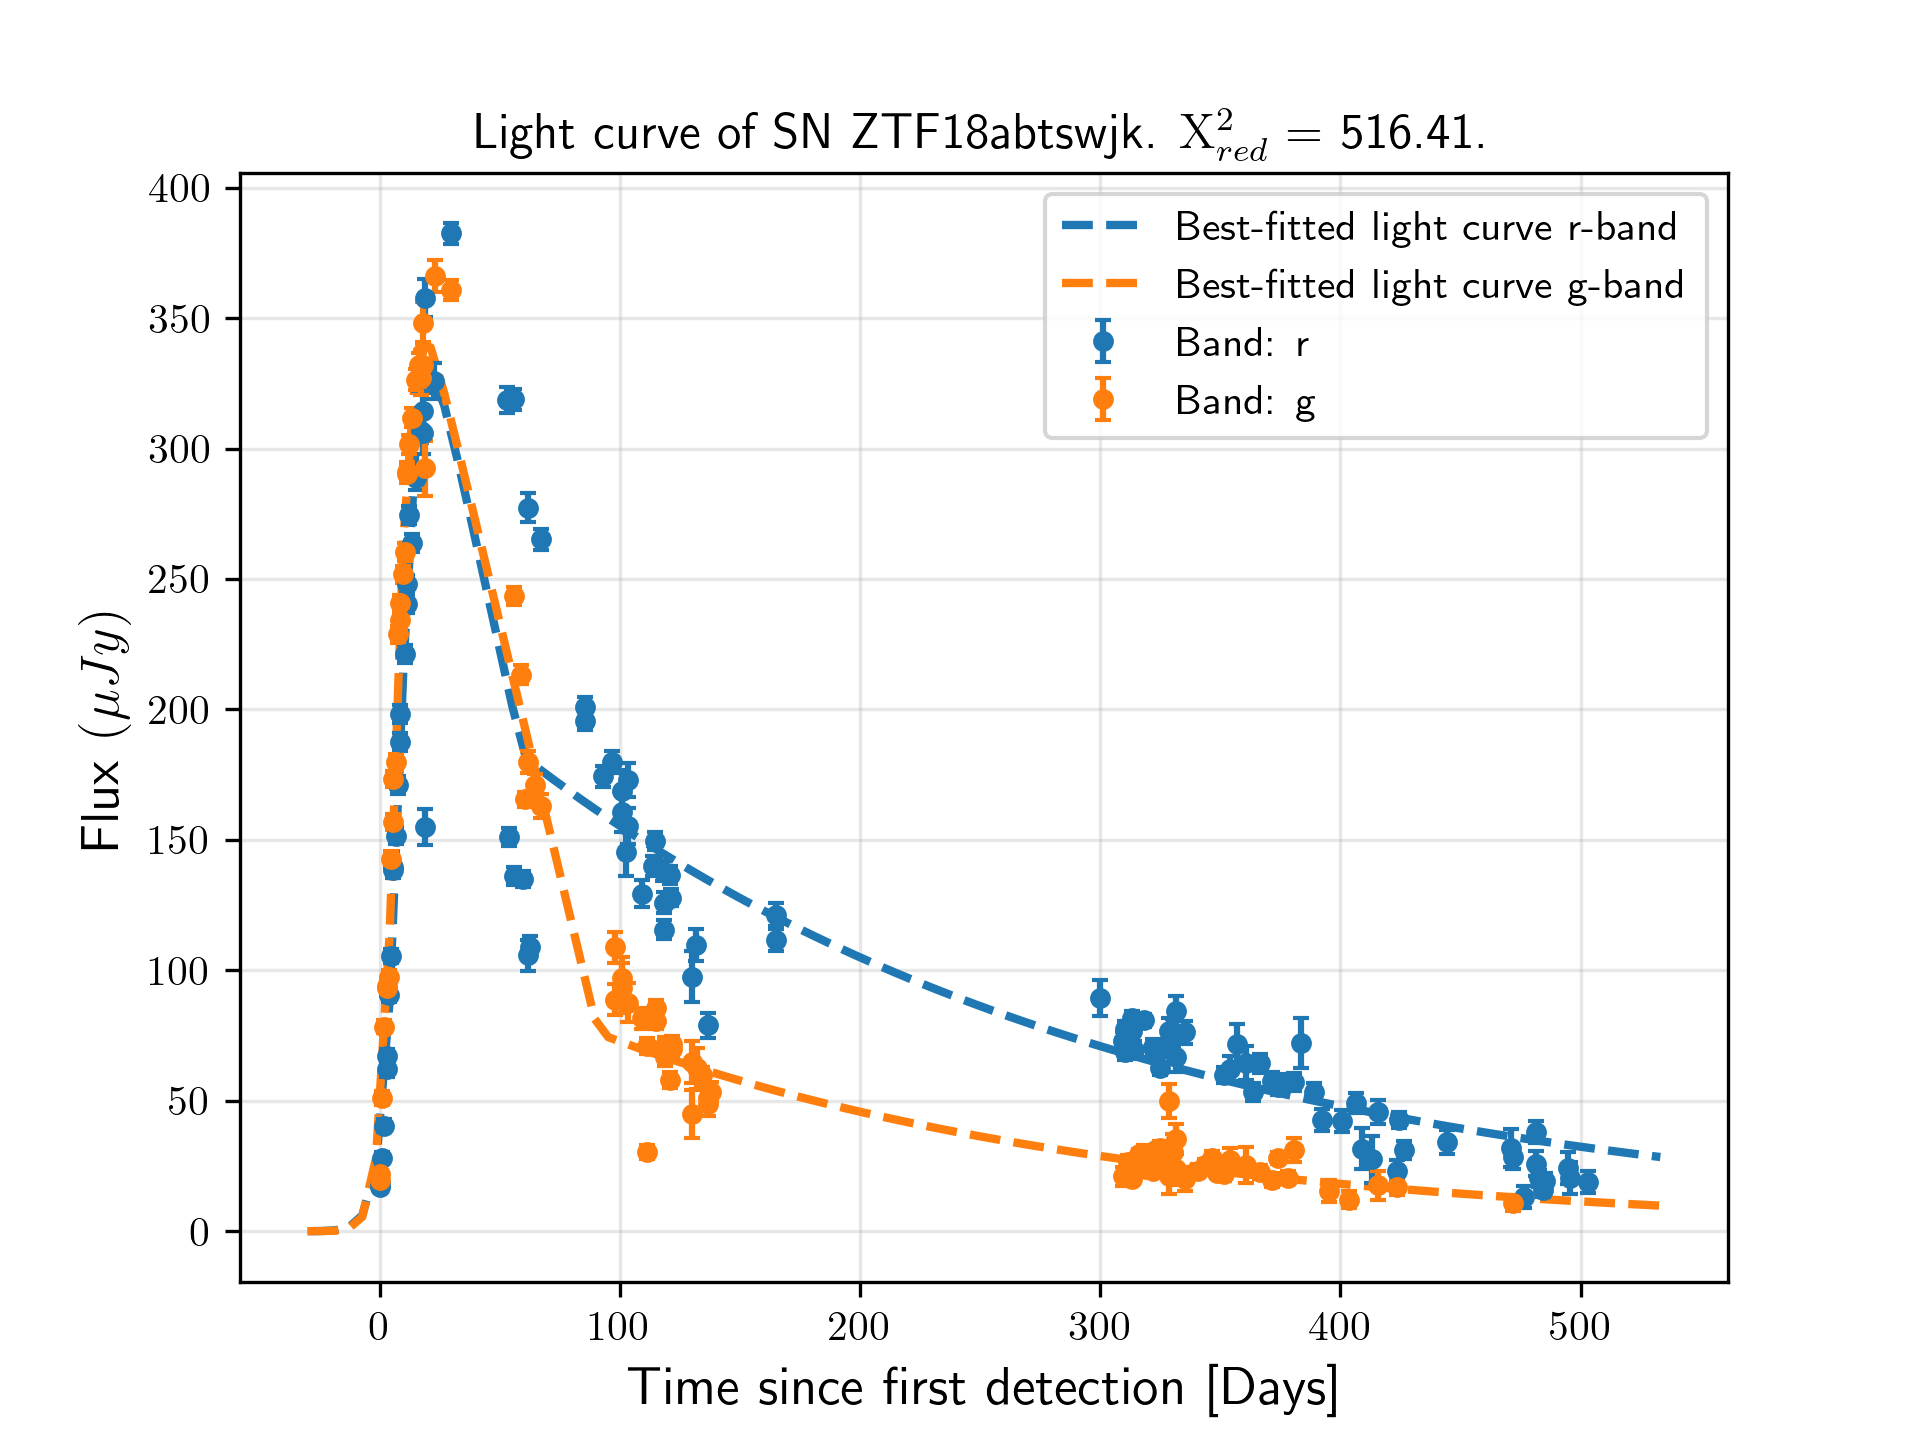 Light curve of SN ZTF18abtswjk. X²red = 516.41.
Best-fitted light curve r-band
Best-fitted light curve g-band
Band: r
Band: g
Flux (μJy)
400
350
300
250
200
150
100
50
0
0 100 200 300 400 500
Time since first detection [Days]